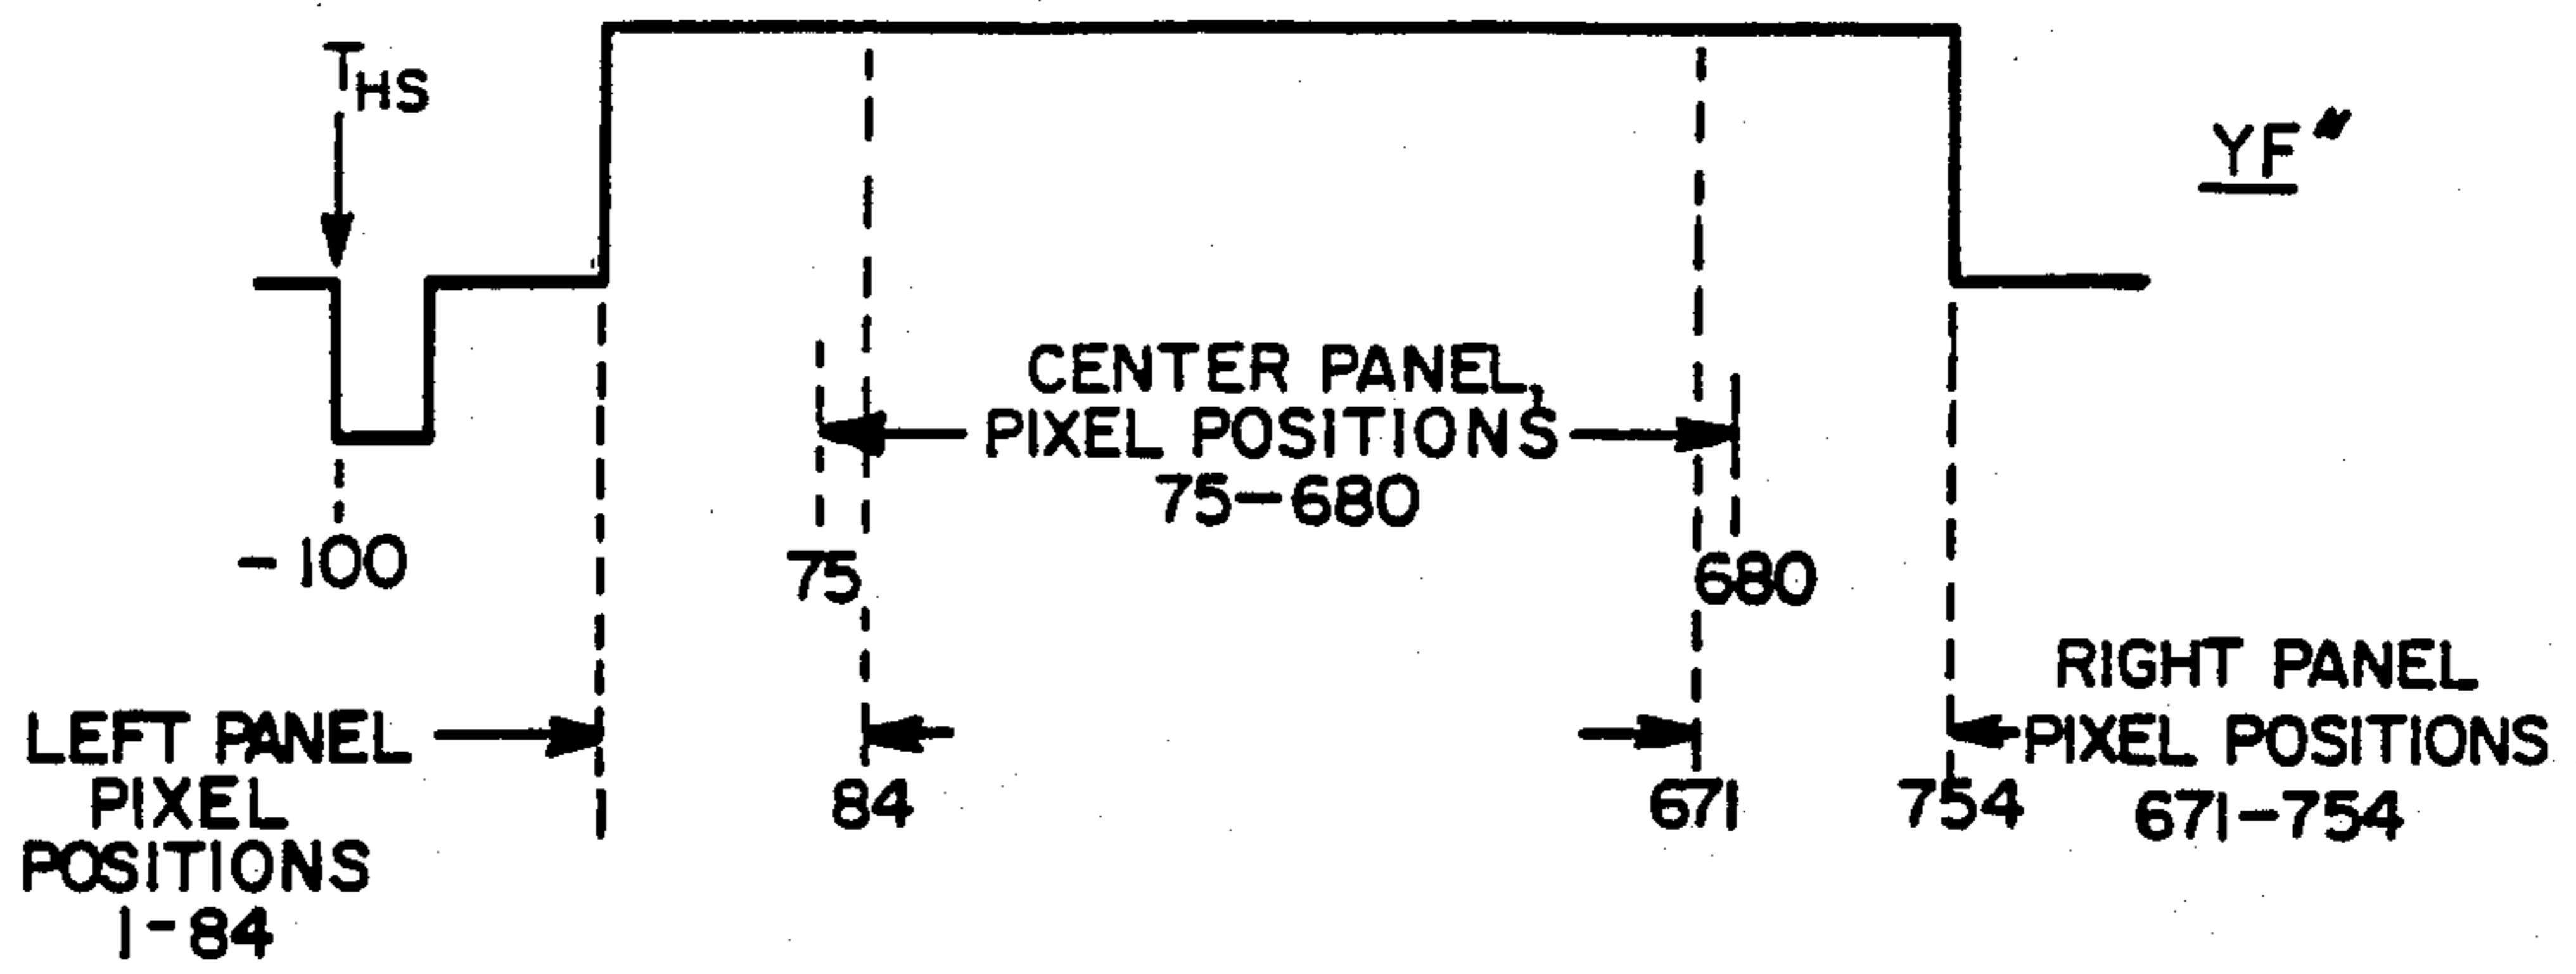 THS
YF"
CENTER PANEL,
PIXEL POSITIONS
75-680
-100
75
680
LEFT PANEL
PIXEL
POSITIONS
1-84
84
671
754
RIGHT PANEL
PIXEL POSITIONS
671-754